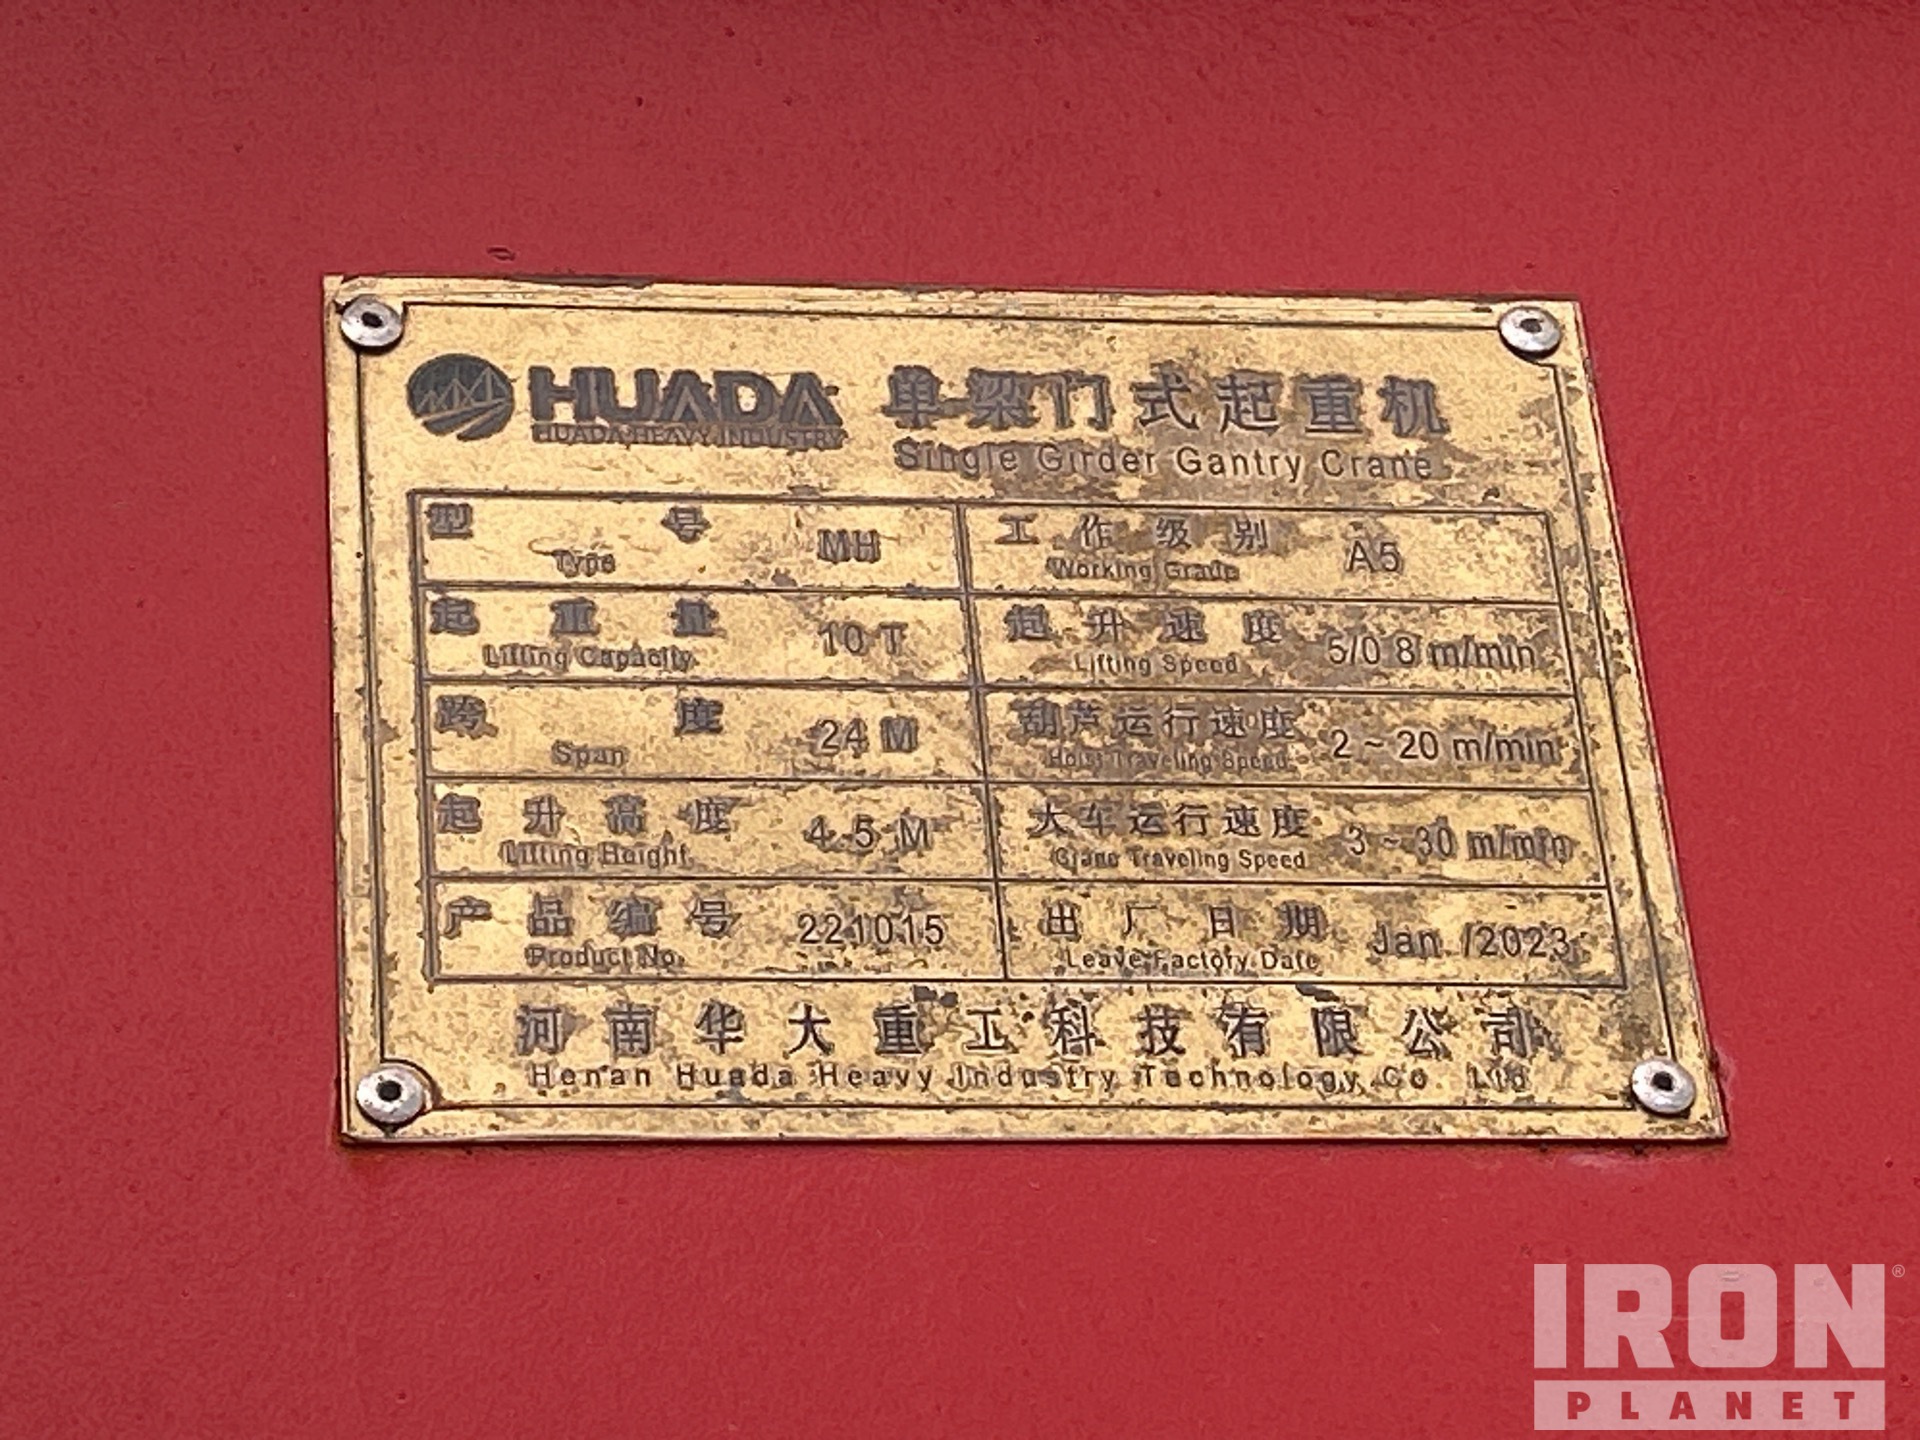 HUADA 单梁门式起重机
HUADA HEAVY INDUSTRY
Single Girder Gantry Crane
型号 MH 工作级别 A5
Type Working Grade
起重量 10 T 起升速度 5/0.8 m/min
Lifting Capacity Lifting Speed
跨度 24 M 葫芦运行速度 2 ~ 20 m/min
Span Hoist Traveling Speed
起升高度 4.5 M 大车运行速度 3 ~ 30 m/min
Lifting Height Crane Traveling Speed
产品编号 221015 出厂日期 Jan. /2023
Product No. Leave Factory Date
河南华大重工科技有限公司
Henan Huada Heavy Industry Technology Co. Ltd
IRON ®
PLANET